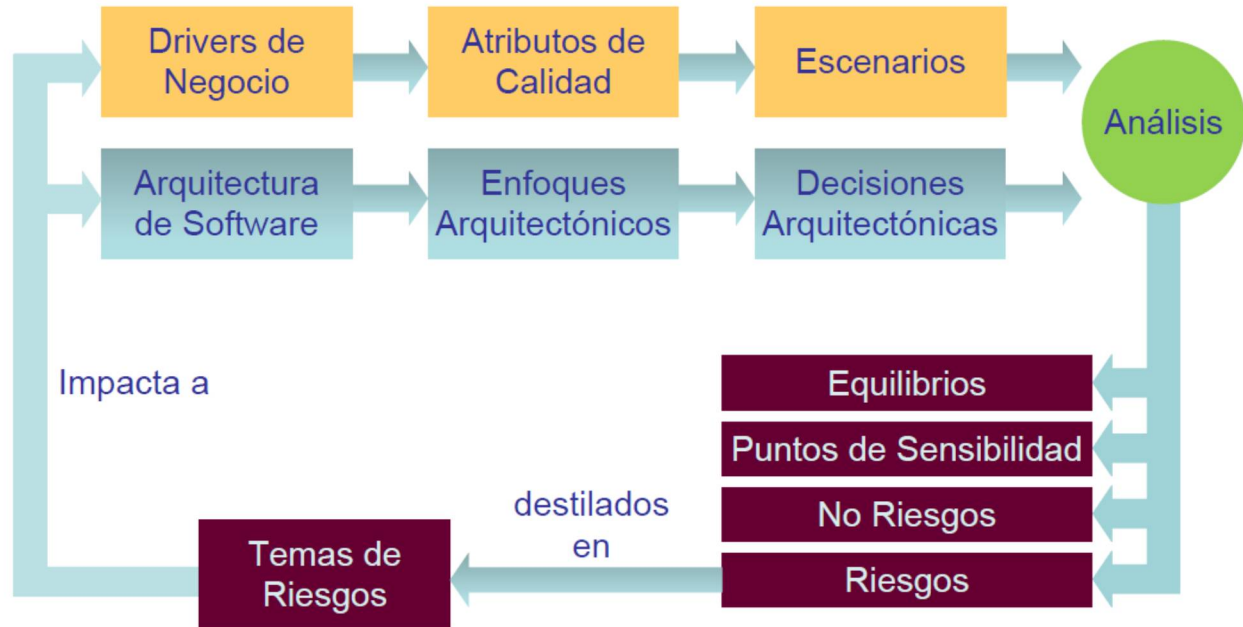 Drivers de
Negocio
Atributos de
Calidad
Escenarios
Análisis
Arquitectura
de Software
Enfoques
Arquitectónicos
Decisiones
Arquitectónicas
Impacta a
Equilibrios
Puntos de Sensibilidad
No Riesgos
Riesgos
destilados
en
Temas de
Riesgos